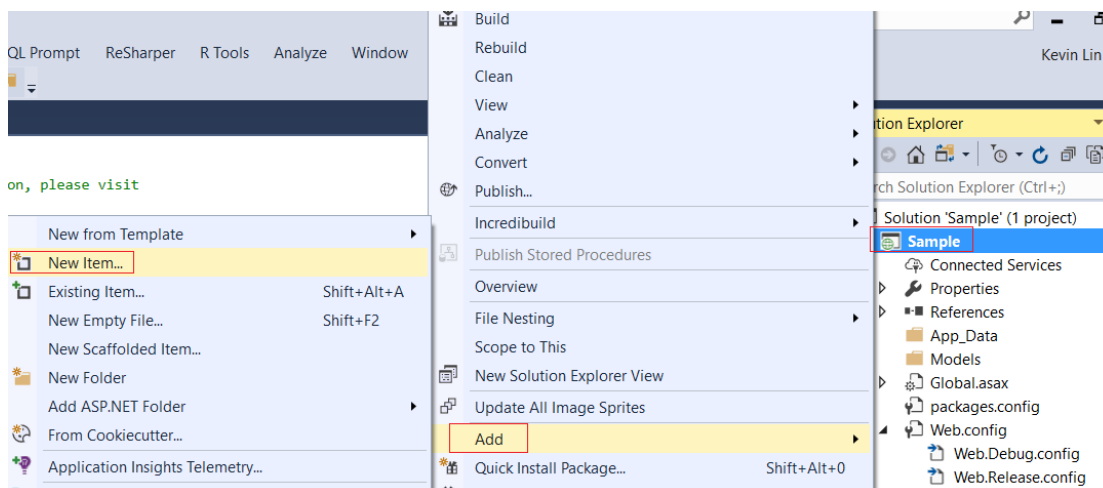 QL Prompt ReSharper R Tools Analyze Window
on, please visit
New from Template
New Item...
Existing Item... Shift+Alt+A
New Empty File... Shift+F2
New Scaffolded Item...
New Folder
Add ASP.NET Folder
From Cookiecutter...
Application Insights Telemetry...
Build
Rebuild
Clean
View
Analyze
Convert
Publish...
Incredibuild
Publish Stored Procedures
Overview
File Nesting
Scope to This
New Solution Explorer View
Update All Image Sprites
Add
Quick Install Package... Shift+Alt+0
Kevin Lin
ution Explorer
rch Solution Explorer (Ctrl+;)
Solution 'Sample' (1 project)
Sample
Connected Services
Properties
References
App_Data
Models
Global.asax
packages.config
Web.config
Web.Debug.config
Web.Release.config